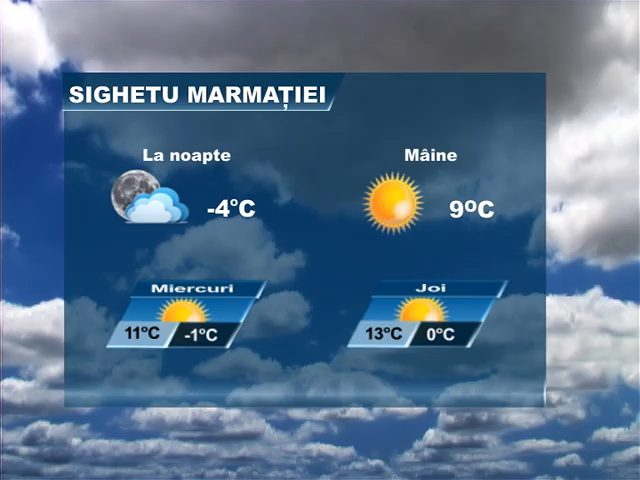 SIGHETU MARMAȚIEI
La noapte
Mâine
-4°C
9ºC
Miercuri
Joi
11ºC
-1ºC
13ºC
0ºC